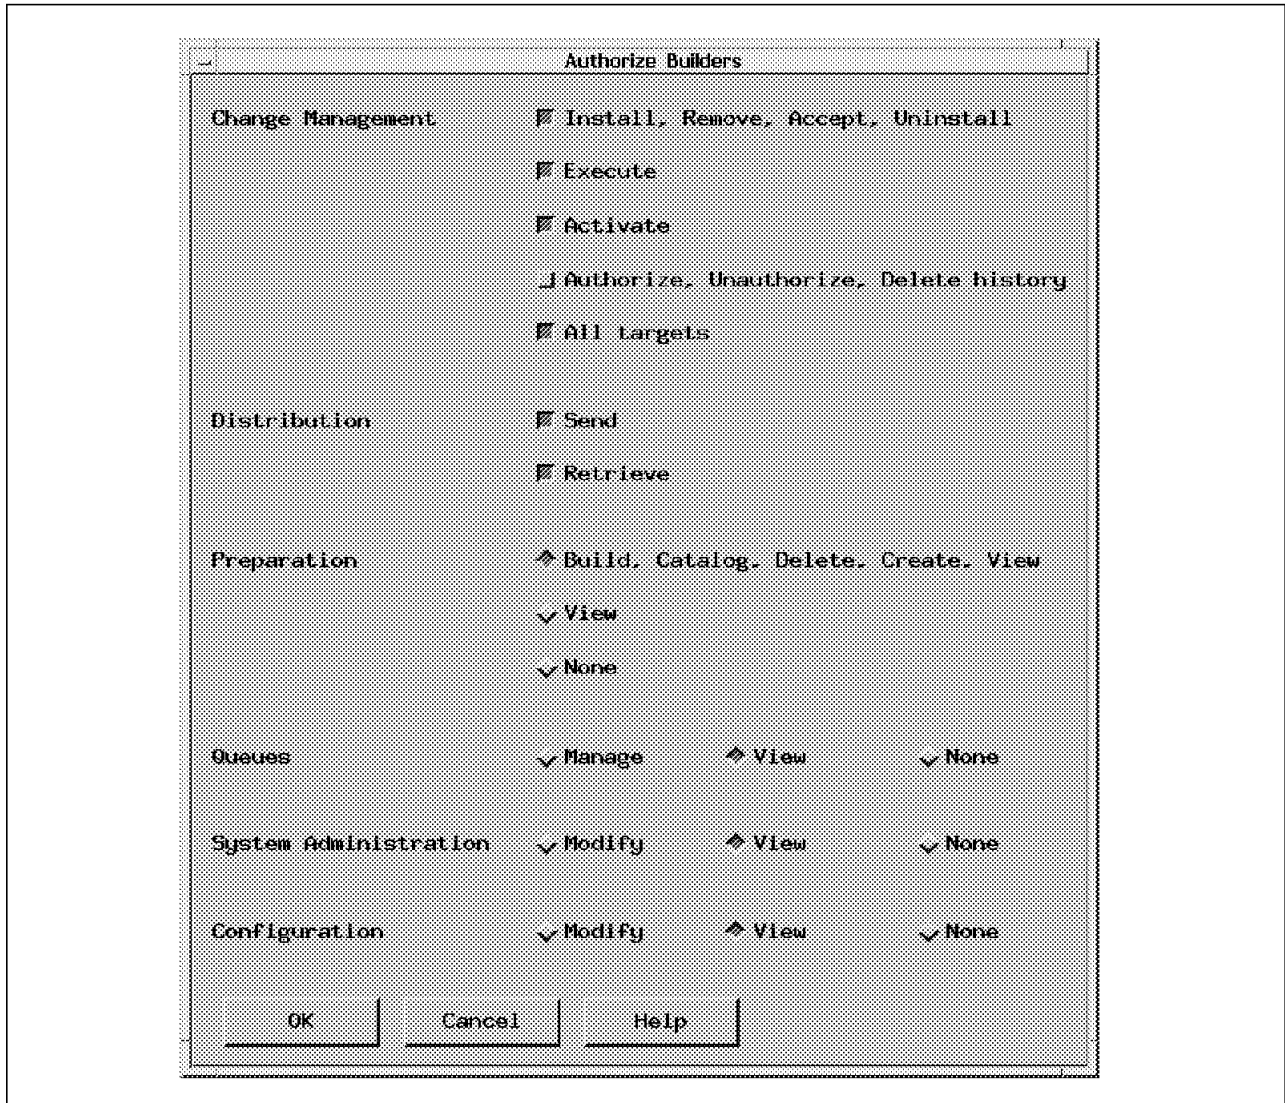 Authorize Builders
Change Management Install, Remove, Accept, Uninstall
Execute
Activate
Authorize, Unauthorize, Delete history
All targets
Distribution Send
Retrieve
Preparation Build, Catalog, Delete, Create, View
View
None
Queues Manage View None
System Administration Modify View None
Configuration Modify View None
OK Cancel Help